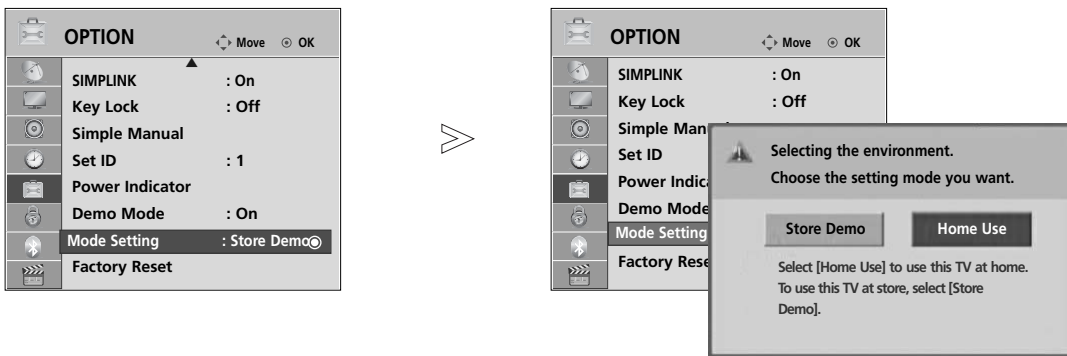 OPTION Move OK
SIMPLINK : On
Key Lock : Off
Simple Manual
Set ID : 1
Power Indicator
Demo Mode : On
Mode Setting : Store Demo
Factory Reset
OPTION Move OK
SIMPLINK : On
Key Lock : Off
Simple Man
Set ID
Power Indica
Demo Mode
Mode Setting
Factory Rese
Selecting the environment.
Choose the setting mode you want.
Store Demo Home Use
Select [Home Use] to use this TV at home.
To use this TV at store, select [Store
Demo].